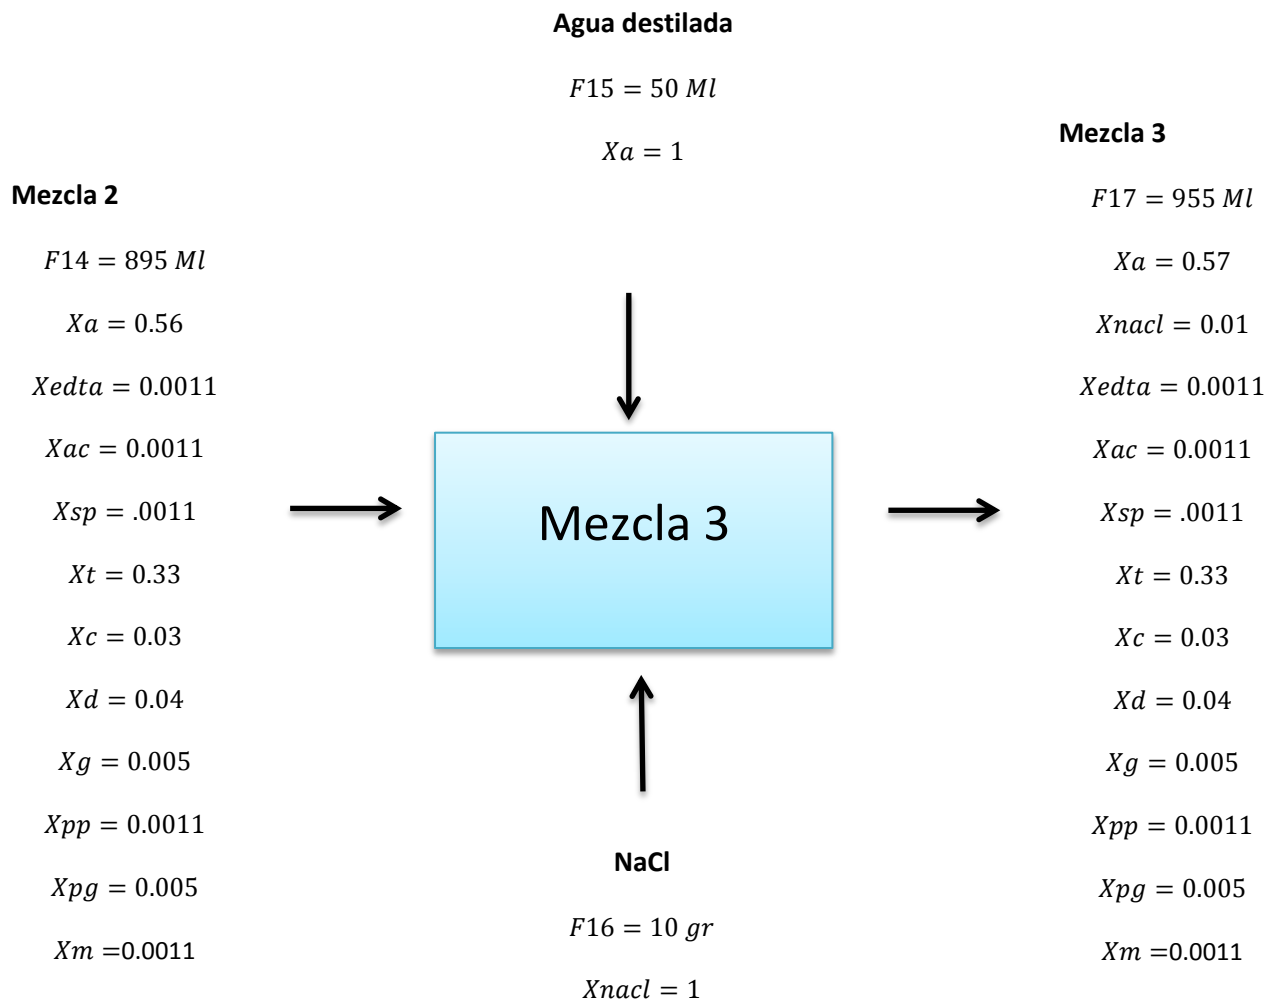 Agua destilada
F15 = 50 Ml
Xa = 1
Mezcla 2
F14 = 895 Ml
Xa = 0.56
Xedta = 0.0011
Xac = 0.0011
Xsp = .0011
Xt = 0.33
Xc = 0.03
Xd = 0.04
Xg = 0.005
Xpp = 0.0011
Xpg = 0.005
Xm =0.0011
Mezcla 3
NaCl
F16 = 10 gr
Xnacl = 1
Mezcla 3
F17 = 955 Ml
Xa = 0.57
Xnacl = 0.01
Xedta = 0.0011
Xac = 0.0011
Xsp = .0011
Xt = 0.33
Xc = 0.03
Xd = 0.04
Xg = 0.005
Xpp = 0.0011
Xpg = 0.005
Xm =0.0011